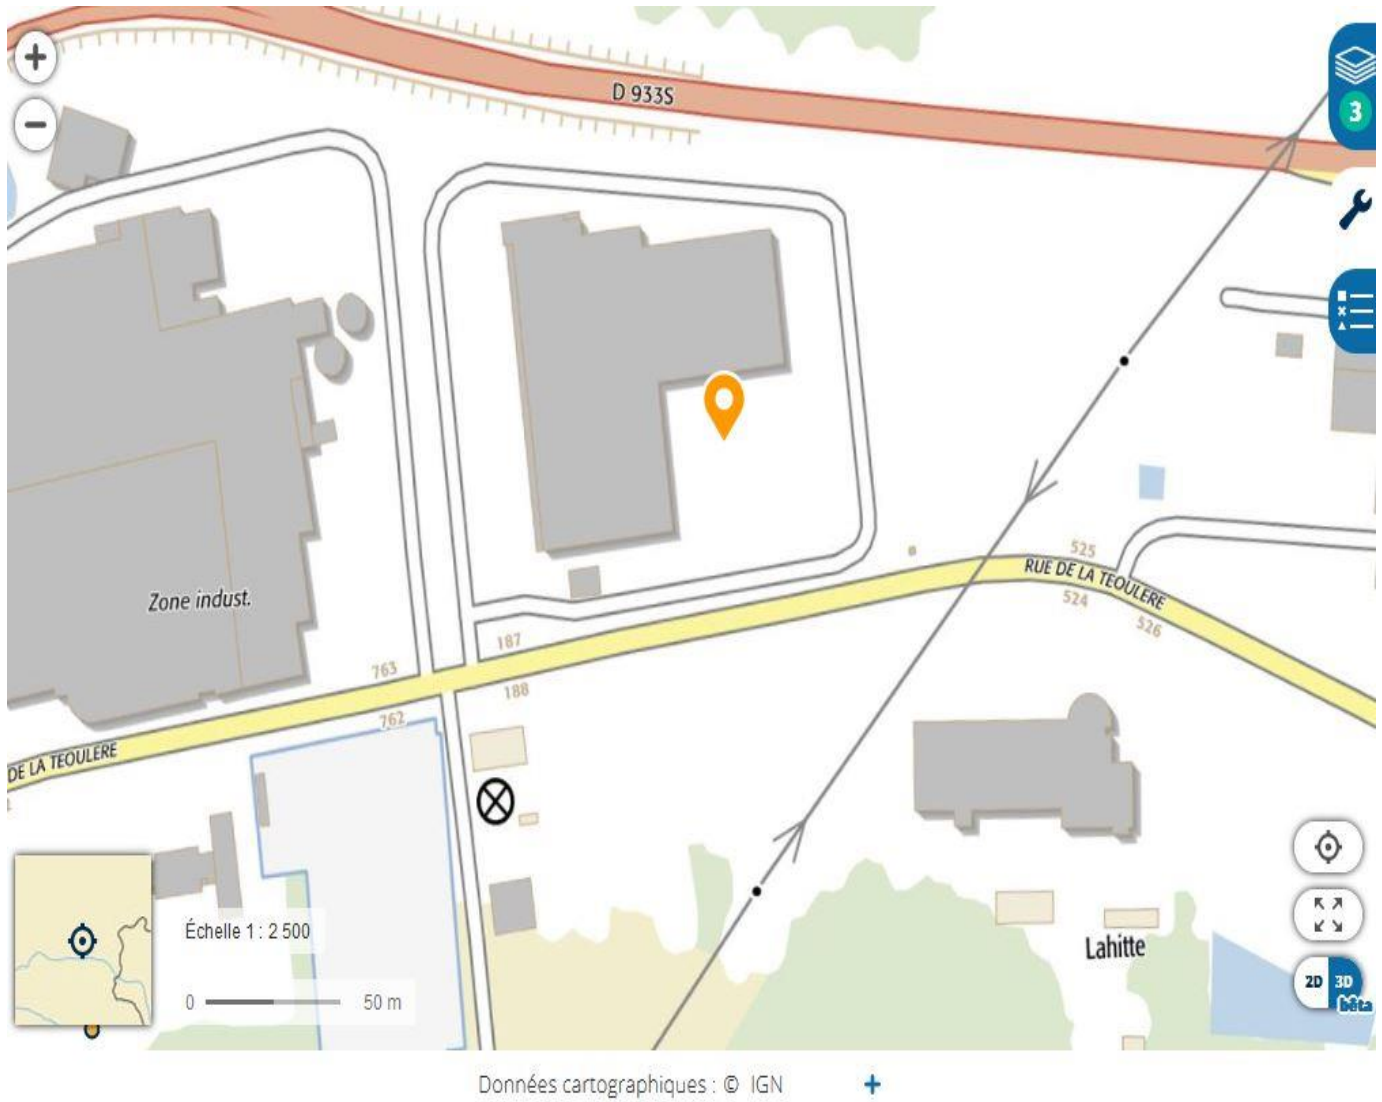 D 933S
3
525
RUE DE LA TEOULERE
524
526
Zone indust.
187
763
188
762
DE LA TEOULERE
Échelle 1 : 2 500
0
50 m
Lahitte
2D 3D
bêta
Données cartographiques : © IGN +